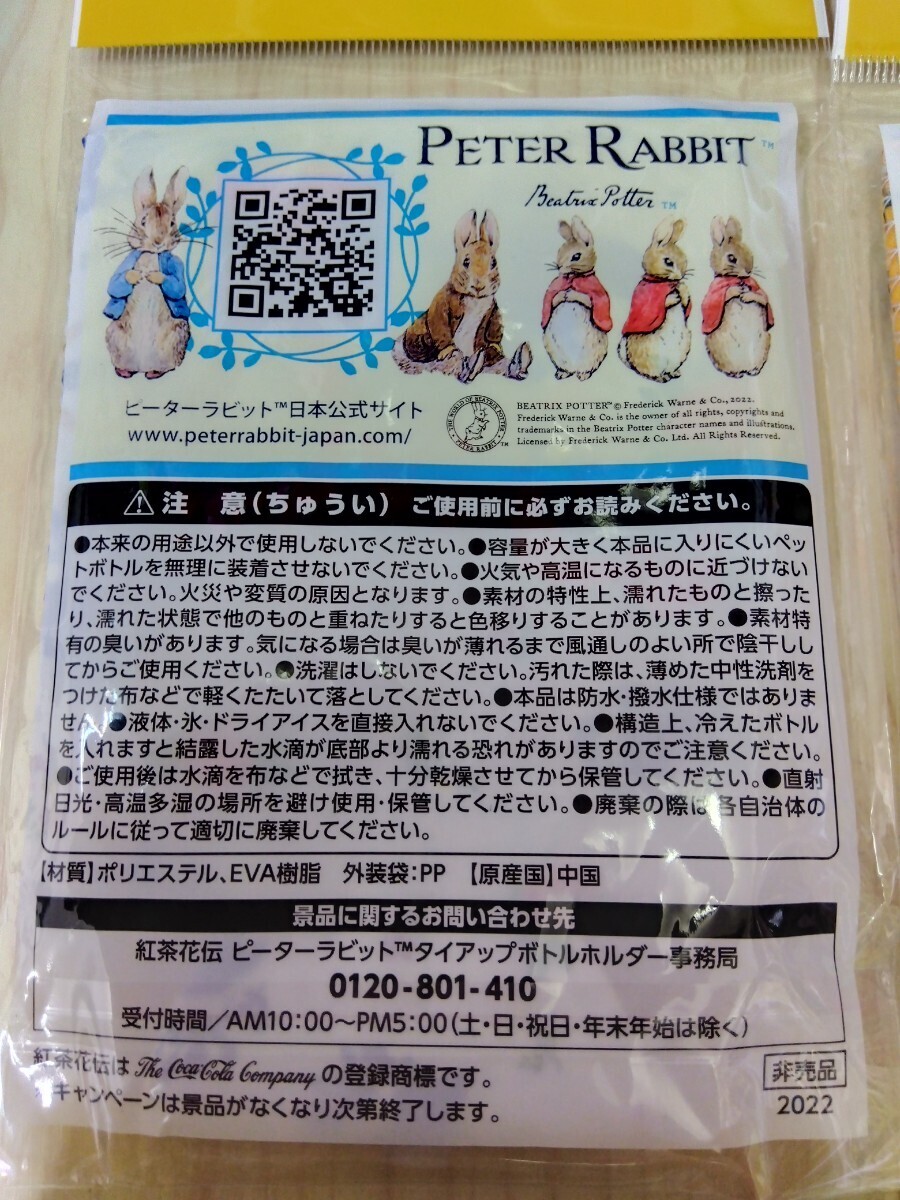 PETER RABBIT™
Beatrix Potter™
ピーターラビット™日本公式サイト
www.peterrabbit-japan.com/
THE WORLD OF BEATRIX POTTER
PETER RABBIT™
BEATRIX POTTER™ © Frederick Warne & Co., 2022.
Frederick Warne & Co. is the owner of all rights, copyrights and
trademarks in the Beatrix Potter character names and illustrations.
Licensed by Frederick Warne & Co. Ltd. All Rights Reserved.
⚠注 意(ちゅうい) ご使用前に必ずお読みください。
●本来の用途以外で使用しないでください。●容量が大きく本品に入りにくいペッ
トボトルを無理に装着させないでください。●火気や高温になるものに近づけない
でください。火災や変質の原因となります。●素材の特性上、濡れたものと擦った
り、濡れた状態で他のものと重ねたりすると色移りすることがあります。●素材特
有の臭いがあります。気になる場合は臭いが薄れるまで風通しのよい所で陰干しし
てからご使用ください。●洗濯はしないでください。汚れた際は、薄めた中性洗剤を
つけた布などで軽くたたいて落としてください。●本品は防水・撥水仕様ではありま
せん。●液体・氷・ドライアイスを直接入れないでください。●構造上、冷えたボトル
を入れますと結露した水滴が底部より濡れる恐れがありますのでご注意ください。
●ご使用後は水滴を布などで拭き、十分乾燥させてから保管してください。●直射
日光・高温多湿の場所を避け使用・保管してください。●廃棄の際は各自治体の
ルールに従って適切に廃棄してください。
【材質】ポリエステル、EVA樹脂 外装袋:PP 【原産国】中国
景品に関するお問い合わせ先
紅茶花伝 ピーターラビット™タイアップボトルホルダー事務局
0120-801-410
受付時間/AM10:00~PM5:00(土・日・祝日・年末年始は除く)
紅茶花伝は The Coca-Cola Company の登録商標です。
※キャンペーンは景品がなくなり次第終了します。
非売品
2022